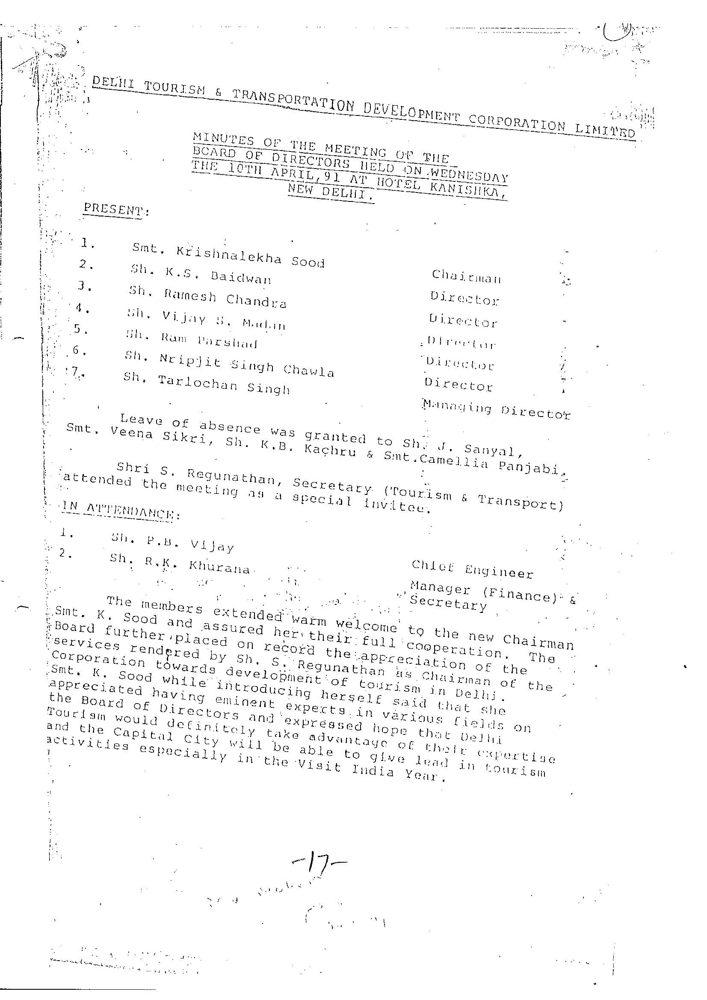 DELHI TOURISM & TRANSPORTATION DEVELOPMENT CORPORATION LIMITED
MINUTES OF THE MEETING OF THE
BOARD OF DIRECTORS HELD ON WEDNESDAY
THE 10TH APRIL,91 AT HOTEL KANISHKA,
NEW DELHI.
PRESENT:
1. Smt. Krishnalekha Sood Chairman
2. Sh. K.S. Baidwan Director
3. Sh. Ramesh Chandra Director
4. Sh. Vijay S. Madan Director
5. Sh. Ram Parshad Director
6. Sh. Nripjit Singh Chawla Director
7. Sh. Tarlochan Singh Managing Director
Leave of absence was granted to Sh. J. Sanyal,
Smt. Veena Sikri, Sh. K.B. Kachru & Smt.Camellia Panjabi.
Shri S. Regunathan, Secretary (Tourism & Transport)
attended the meeting as a special invitee.
IN ATTENDANCE:
1. Sh. P.B. Vijay Chief Engineer
2. Sh. R.K. Khurana Manager (Finance) &
Secretary
The members extended warm welcome to the new Chairman
Smt. K. Sood and assured her their full cooperation. The
Board further placed on record the appreciation of the
services rendered by Sh. S. Regunathan as Chairman of the
Corporation towards development of tourism in Delhi.
Smt. K. Sood while introducing herself said that she
appreciated having eminent experts in various fields on
the Board of Directors and expressed hope that Delhi
Tourism would definitely take advantage of their expertise
and the Capital City will be able to give lead in tourism
activities especially in the Visit India Year.
-17-